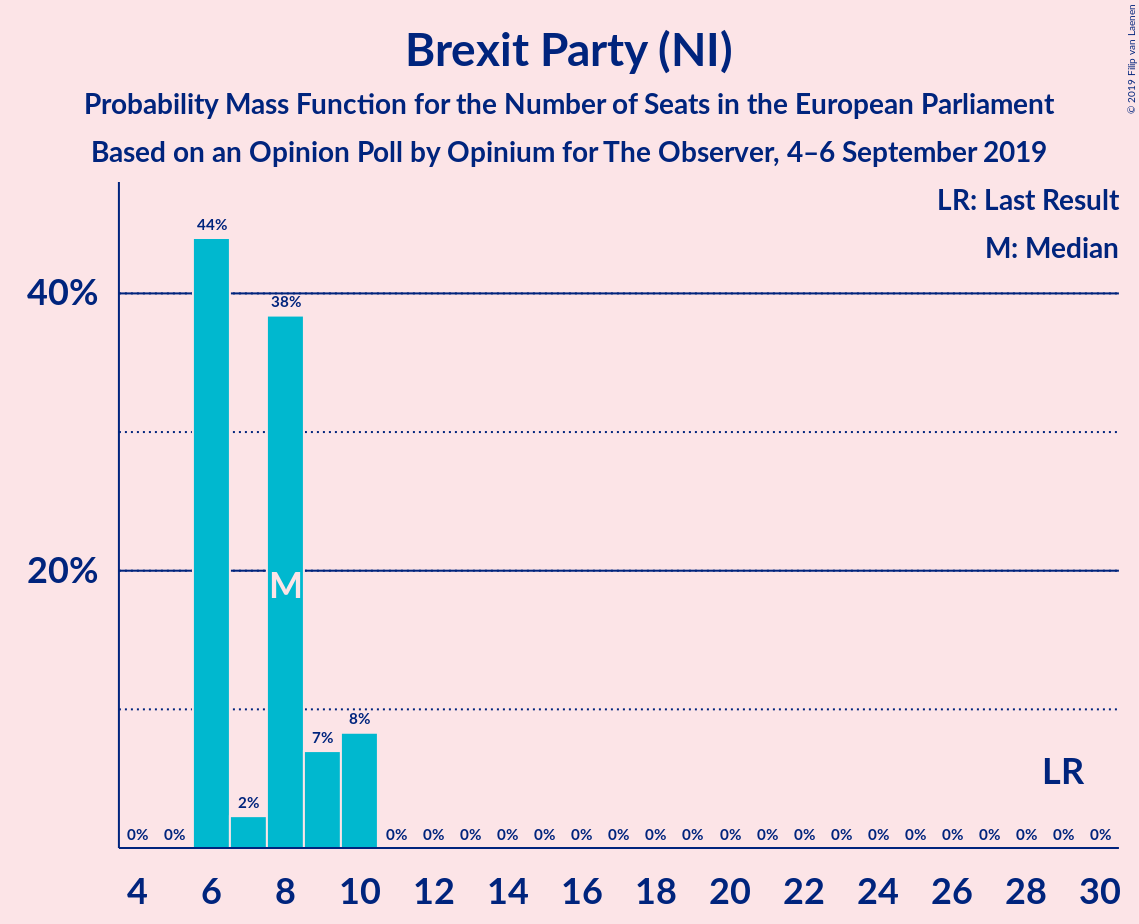 Brexit Party (NI)
Probability Mass Function for the Number of Seats in the European Parliament
Based on an Opinion Poll by Opinium for The Observer, 4–6 September 2019
© 2019 Filip van Laenen
LR: Last Result
M: Median
44%
40%
38%
20%
M
8%
7%
LR
2%
0% 0% 0% 0% 0% 0% 0% 0% 0% 0% 0% 0% 0% 0% 0% 0% 0% 0% 0% 0% 0% 0%
4 6 8 10 12 14 16 18 20 22 24 26 28 30